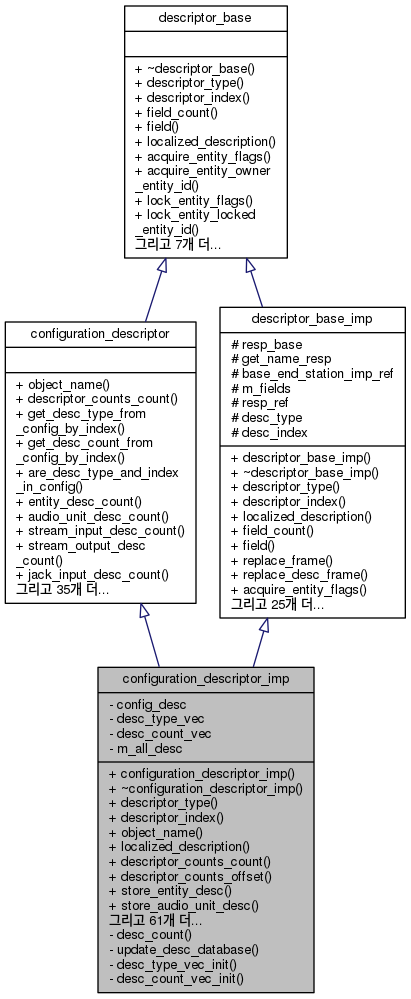 descriptor_base
+ ~descriptor_base()
+ descriptor_type()
+ descriptor_index()
+ field_count()
+ field()
+ localized_description()
+ acquire_entity_flags()
+ acquire_entity_owner
_entity_id()
+ lock_entity_flags()
+ lock_entity_locked
_entity_id()
그리고 7개 더...
configuration_descriptor
+ object_name()
+ descriptor_counts_count()
+ get_desc_type_from
_config_by_index()
+ get_desc_count_from
_config_by_index()
+ are_desc_type_and_index
_in_config()
+ entity_desc_count()
+ audio_unit_desc_count()
+ stream_input_desc_count()
+ stream_output_desc
_count()
+ jack_input_desc_count()
그리고 35개 더...
descriptor_base_imp
# resp_base
# get_name_resp
# base_end_station_imp_ref
# m_fields
# resp_ref
# desc_type
# desc_index
+ descriptor_base_imp()
+ ~descriptor_base_imp()
+ descriptor_type()
+ descriptor_index()
+ localized_description()
+ field_count()
+ field()
+ replace_frame()
+ replace_desc_frame()
+ acquire_entity_flags()
그리고 25개 더...
configuration_descriptor_imp
- config_desc
- desc_type_vec
- desc_count_vec
- m_all_desc
+ configuration_descriptor_imp()
+ ~configuration_descriptor_imp()
+ descriptor_type()
+ descriptor_index()
+ object_name()
+ localized_description()
+ descriptor_counts_count()
+ descriptor_counts_offset()
+ store_entity_desc()
+ store_audio_unit_desc()
그리고 61개 더...
- desc_count()
- update_desc_database()
- desc_type_vec_init()
- desc_count_vec_init()